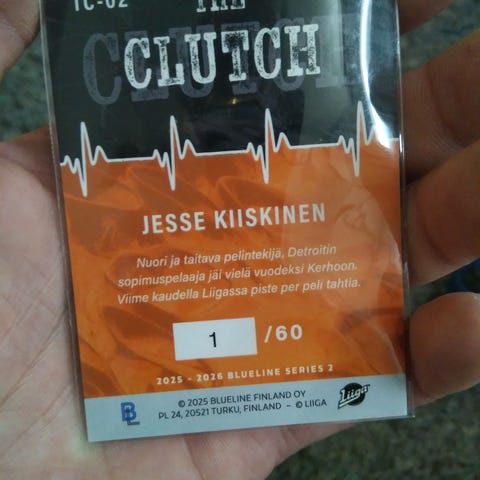 TC-02
THE
CLUTCH
JESSE KIISKINEN
Nuori ja taitava pelintekijä, Detroitin
sopimuspelaaja jäi vielä vuodeksi Kerhoon.
Viime kaudella Liigassa piste per peli tahtia.
1 /60
2025 - 2026 BLUELINE SERIES 2
BL
© 2025 BLUELINE FINLAND OY
PL 24, 20521 TURKU, FINLAND – © LIIGA
Liiga